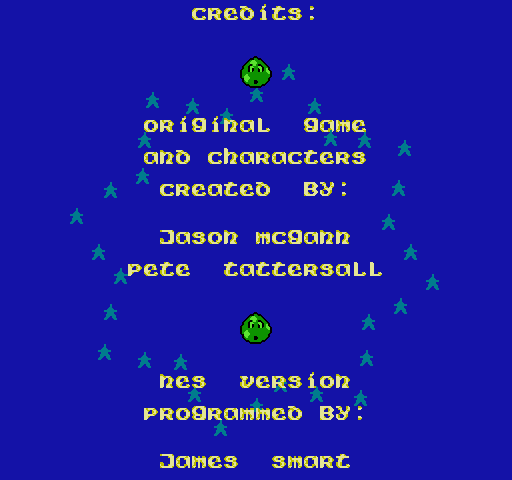 credits:
original game
and characters
created By:
Jason mcgann
pete tattersall
nes version
programmed By:
James smart